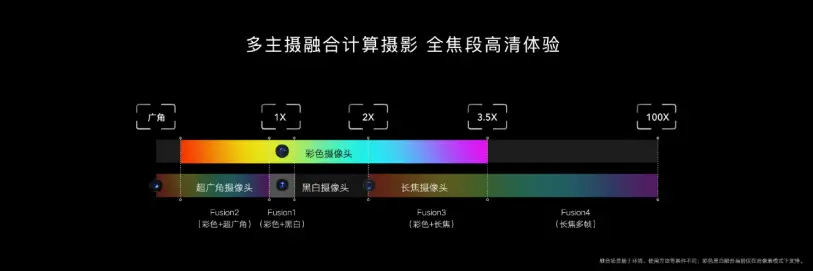 多主摄融合计算摄影 全焦段高清体验
广角 1X 2X 3.5X 100X
彩色摄像头
超广角摄像头 黑白摄像头 长焦摄像头
Fusion2 Fusion1 Fusion3 Fusion4
(彩色+超广角) (彩色+黑白) (彩色+长焦) (长焦多帧)